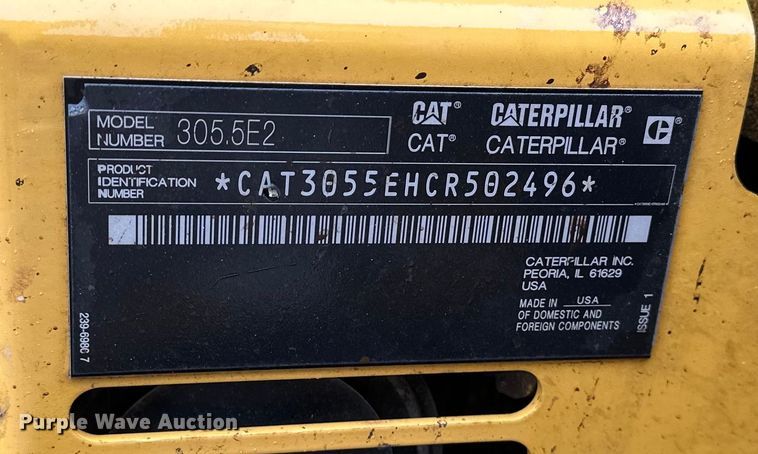 MODEL NUMBER 305.5E2
CAT® CATERPILLAR®
CAT® CATERPILLAR®
PRODUCT IDENTIFICATION NUMBER *CAT3055EHCR502496*
CATERPILLAR INC.
PEORIA, IL 61629
USA
MADE IN USA
OF DOMESTIC AND
FOREIGN COMPONENTS
ISSUE 1
239-6980 7
Purple Wave Auction